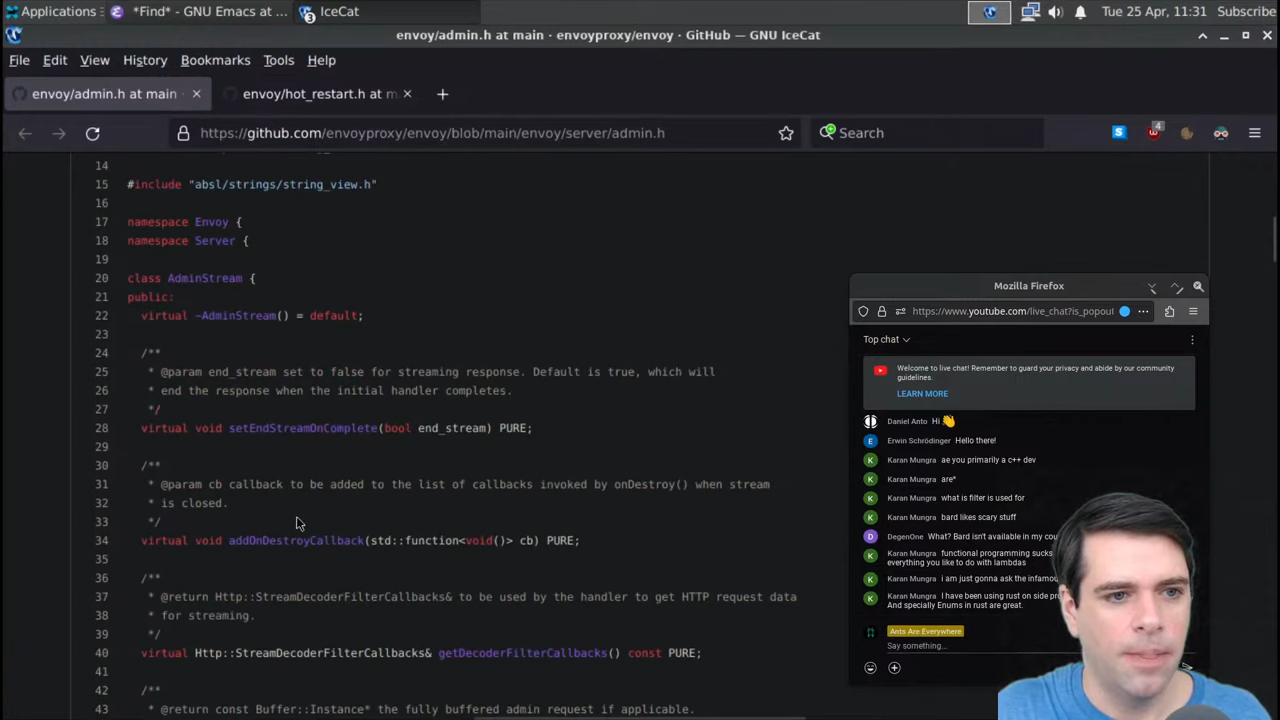 Applications
*Find* - GNU Emacs at ...
3
IceCat
Tue 25 Apr, 11:31
Subscribe
envoy/admin.h at main · envoyproxy/envoy · GitHub — GNU IceCat
File Edit View History Bookmarks Tools Help
envoy/admin.h at main
envoy/hot_restart.h at m
https://github.com/envoyproxy/envoy/blob/main/envoy/server/admin.h
Search
4
14
15 #include "absl/strings/string_view.h"
16
17 namespace Envoy {
18 namespace Server {
19
20 class AdminStream {
21 public:
22 virtual ~AdminStream() = default;
23
24 /**
25 * @param end_stream set to false for streaming response. Default is true, which will
26 * end the response when the initial handler completes.
27 */
28 virtual void setEndStreamOnComplete(bool end_stream) PURE;
29
30 /**
31 * @param cb callback to be added to the list of callbacks invoked by onDestroy() when stream
32 * is closed.
33 */
34 virtual void addOnDestroyCallback(std::function<void()> cb) PURE;
35
36 /**
37 * @return Http::StreamDecoderFilterCallbacks& to be used by the handler to get HTTP request data
38 * for streaming.
39 */
40 virtual Http::StreamDecoderFilterCallbacks& getDecoderFilterCallbacks() const PURE;
41
42 /**
43 * @return const Buffer::Instance* the fully buffered admin request if applicable.
Mozilla Firefox
https://www.youtube.com/live_chat?is_popou
Top chat
Welcome to live chat! Remember to guard your privacy and abide by our community
guidelines.
LEARN MORE
Daniel Anto Hi 👋
E Erwin Schrödinger Hello there!
K Karan Mungra ae you primarily a c++ dev
K Karan Mungra are*
K Karan Mungra what is filter is used for
K Karan Mungra bard likes scary stuff
D DegenOne What? Bard isn't available in my cou
K Karan Mungra functional programming sucks
everything you like to do with lambdas
K Karan Mungra i am just gonna ask the infamou
K Karan Mungra I have been using rust on side pr
And specially Enums in rust are great.
Ants Are Everywhere
Say something...